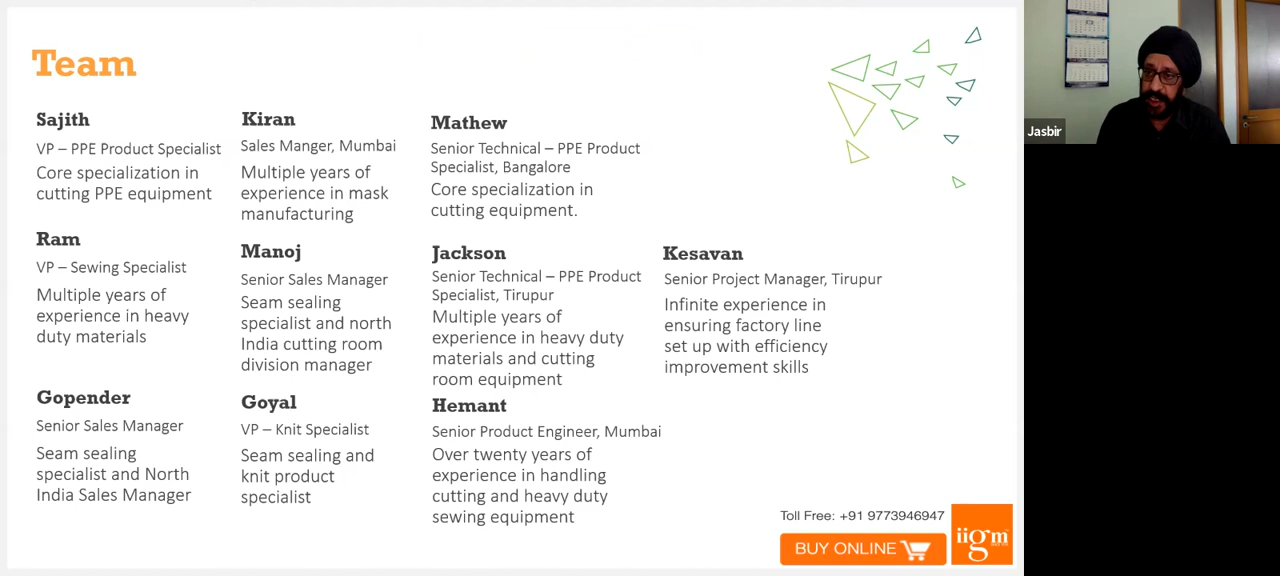 Team
Sajith
VP – PPE Product Specialist
Core specialization in
cutting PPE equipment
Kiran
Sales Manger, Mumbai
Multiple years of
experience in mask
manufacturing
Mathew
Senior Technical – PPE Product
Specialist, Bangalore
Core specialization in
cutting equipment.
Ram
VP – Sewing Specialist
Multiple years of
experience in heavy
duty materials
Manoj
Senior Sales Manager
Seam sealing
specialist and north
India cutting room
division manager
Jackson
Senior Technical – PPE Product
Specialist, Tirupur
Multiple years of
experience in heavy duty
materials and cutting
room equipment
Kesavan
Senior Project Manager, Tirupur
Infinite experience in
ensuring factory line
set up with efficiency
improvement skills
Gopender
Senior Sales Manager
Seam sealing
specialist and North
India Sales Manager
Goyal
VP – Knit Specialist
Seam sealing and
knit product
specialist
Hemant
Senior Product Engineer, Mumbai
Over twenty years of
experience in handling
cutting and heavy duty
sewing equipment
Toll Free: +91 9773946947
BUY ONLINE
iigm
Jasbir